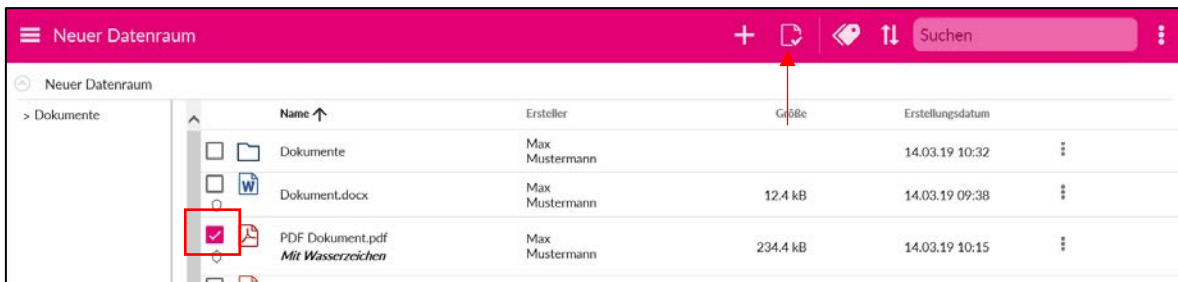 Neuer Datenraum
Suchen
Neuer Datenraum
> Dokumente
Name Ersteller Größe Erstellungsdatum
Dokumente Max Mustermann 14.03.19 10:32
Dokument.docx Max Mustermann 12.4 kB 14.03.19 09:38
PDF Dokument.pdf Max Mustermann 234.4 kB 14.03.19 10:15
Mit Wasserzeichen